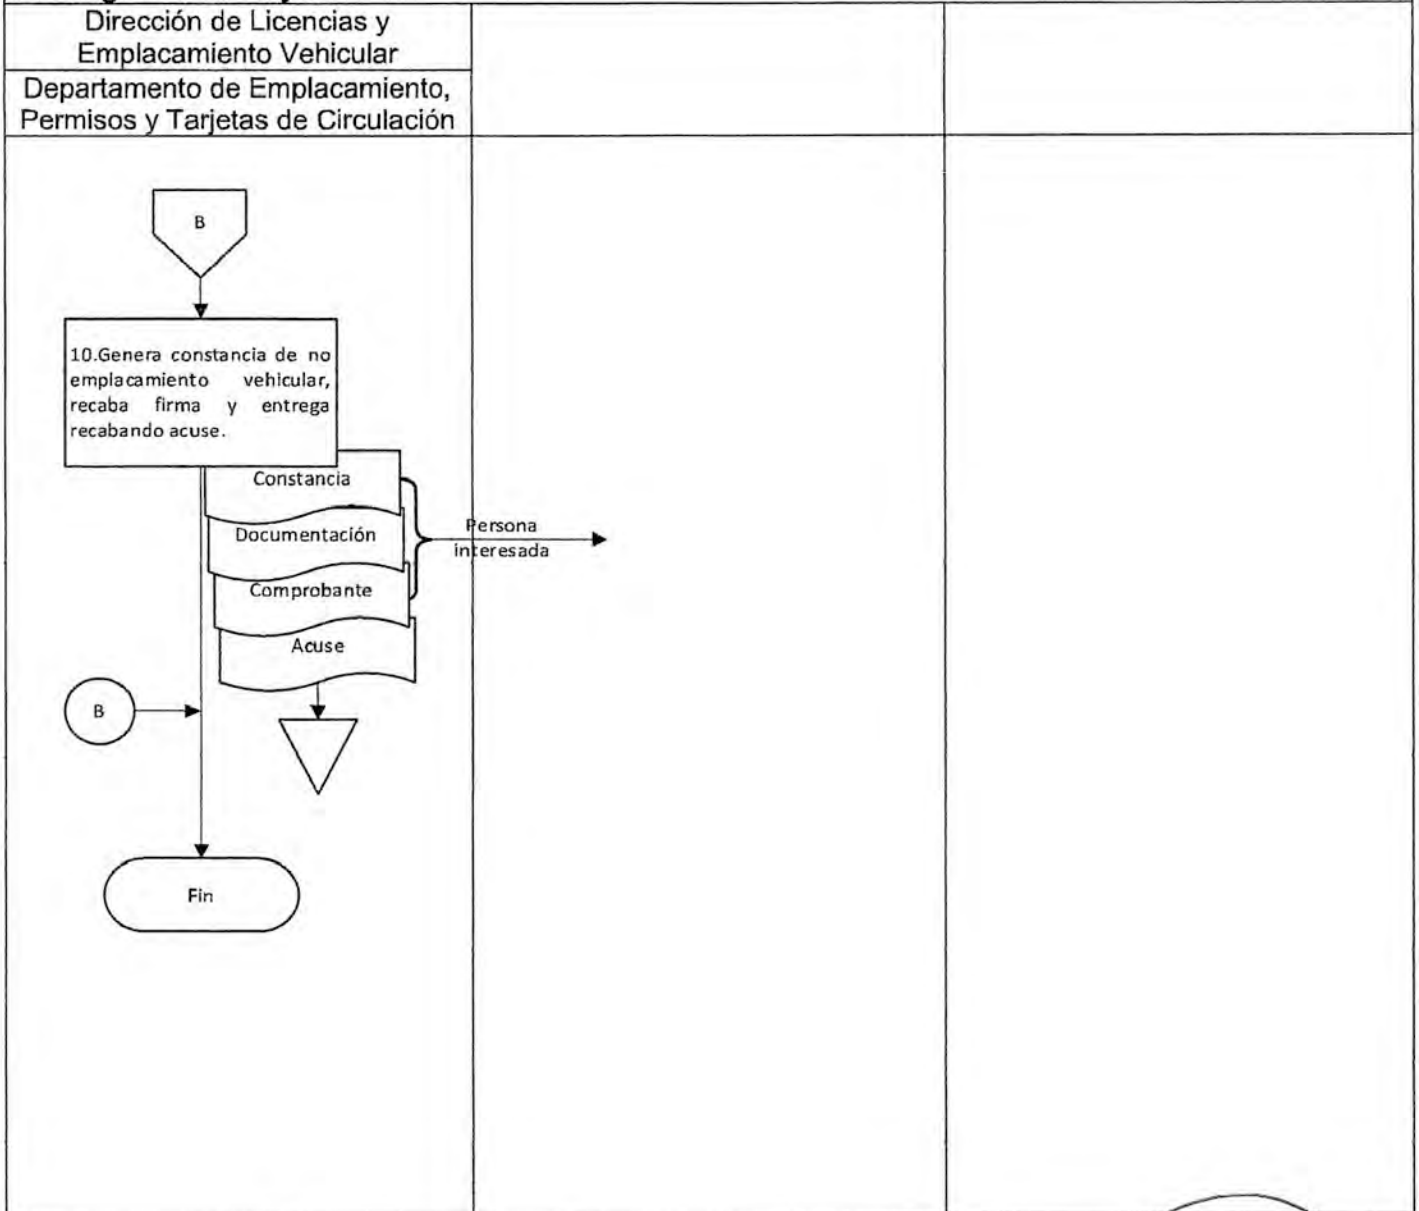 Dirección de Licencias y
Emplacamiento Vehicular
Departamento de Emplacamiento,
Permisos y Tarjetas de Circulación
B
10.Genera constancia de no
emplacamiento vehicular,
recaba firma y entrega
recabando acuse.
Constancia
Documentación
Persona
interesada
Comprobante
Acuse
B
Fin